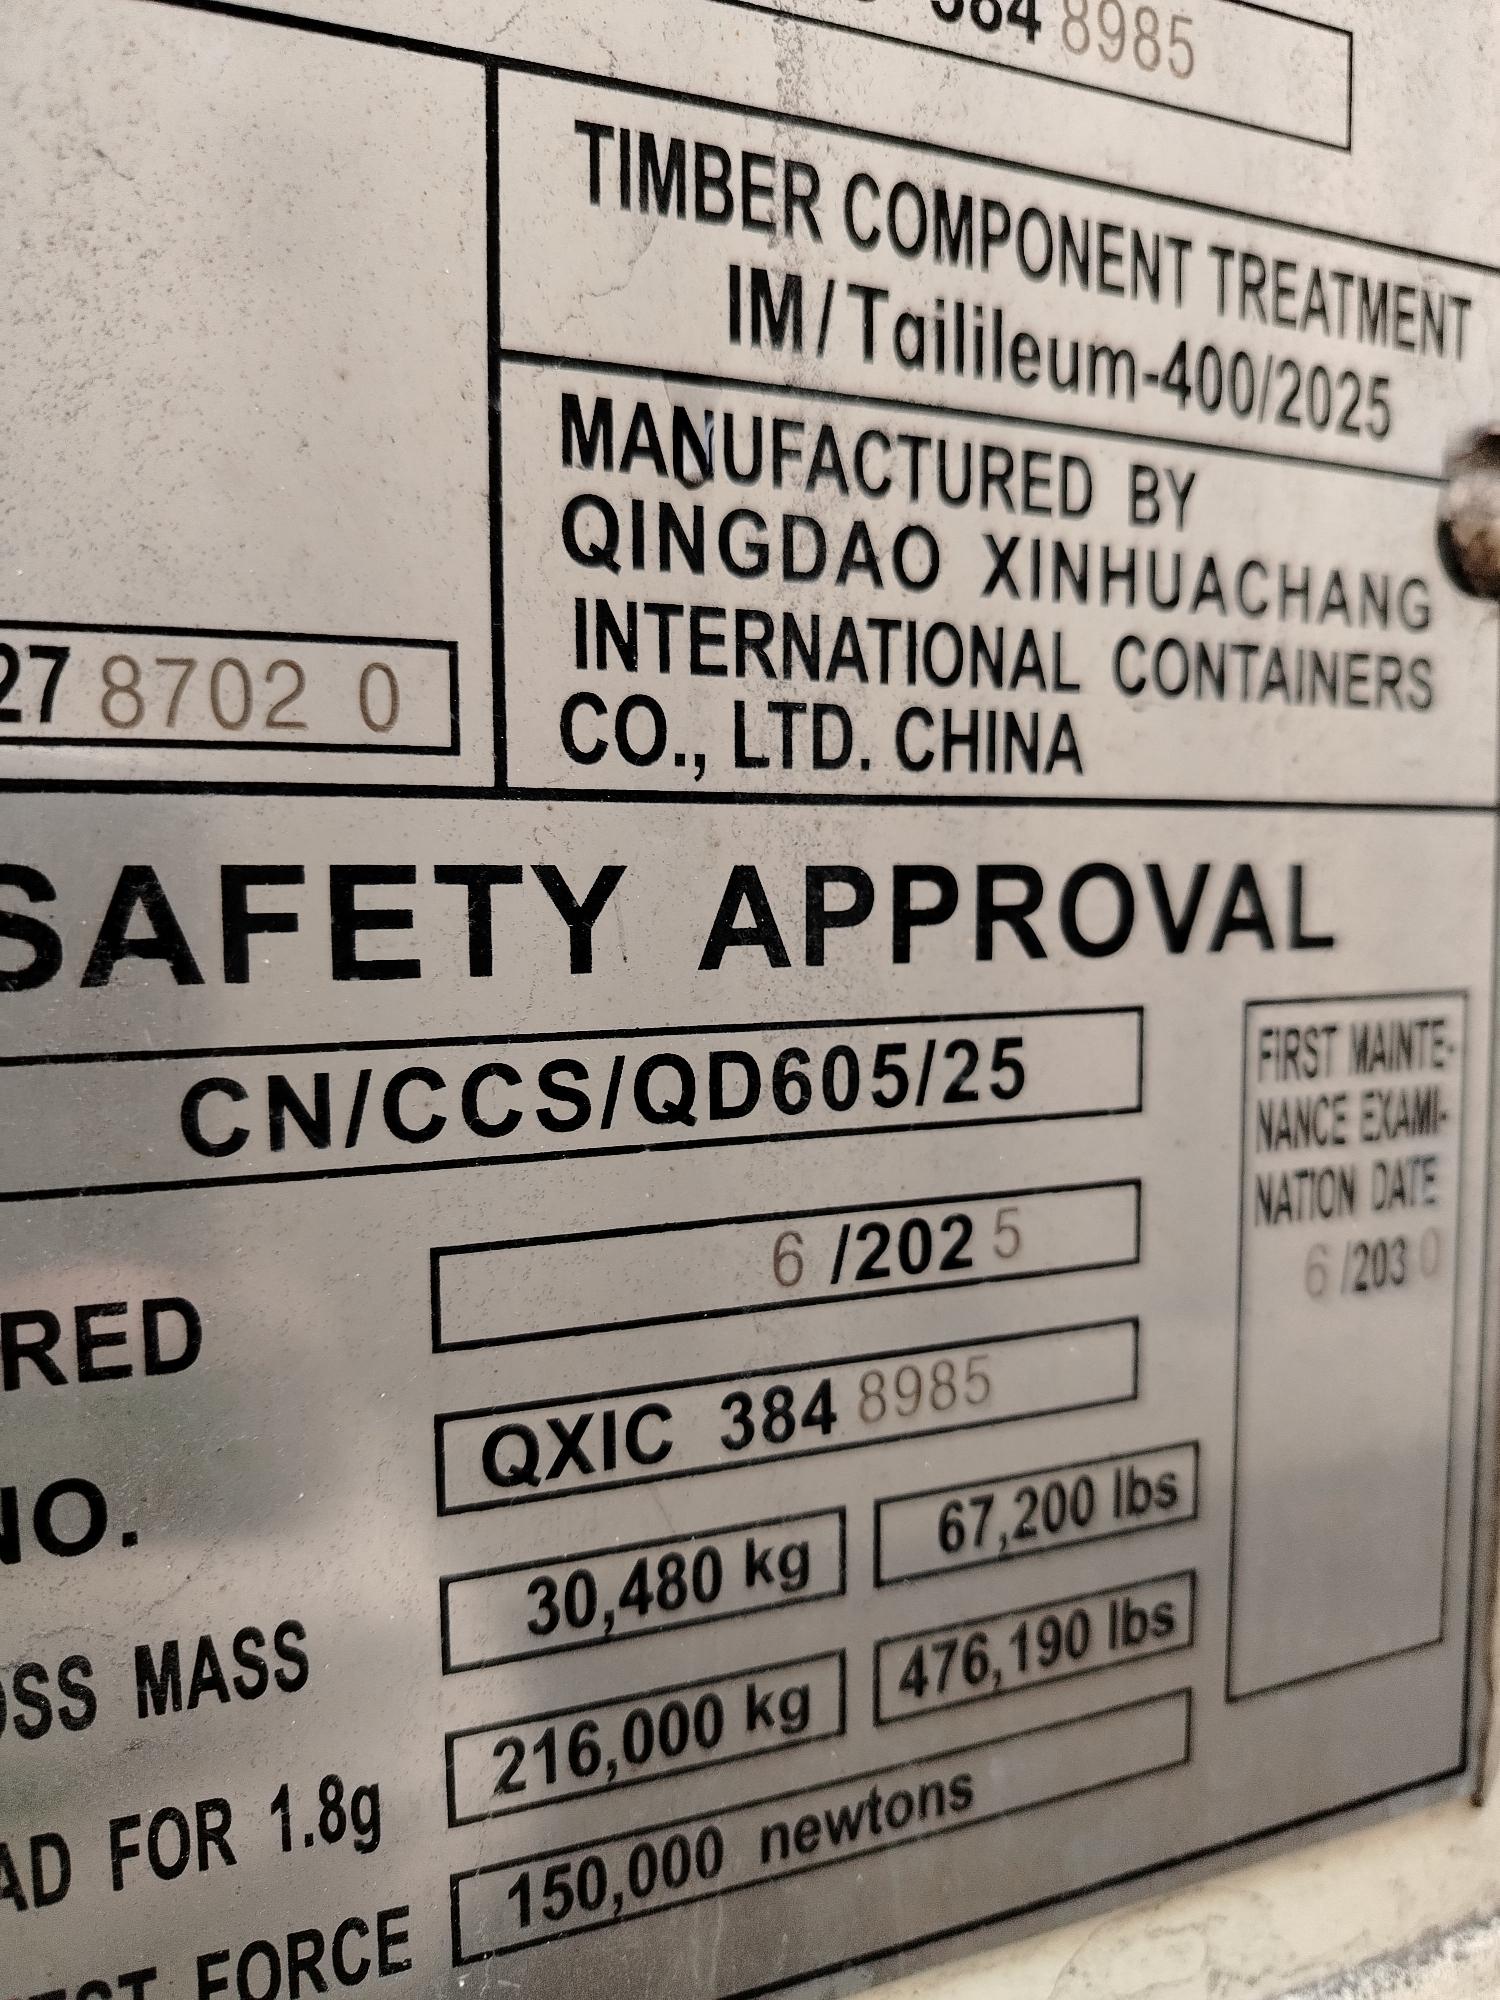 384 8985
TIMBER COMPONENT TREATMENT
IM/Tailileum-400/2025
MANUFACTURED BY
QINGDAO XINHUACHANG
INTERNATIONAL CONTAINERS
CO., LTD. CHINA
27 8702 0
SAFETY APPROVAL
CN/CCS/QD605/25
FIRST MAINTE-
NANCE EXAMI-
NATION DATE
6 /2030
RED
6 /2025
NO.
QXIC 384 8985
OSS MASS
30,480 kg
67,200 lbs
AD FOR 1.8g
216,000 kg
476,190 lbs
EST FORCE
150,000 newtons